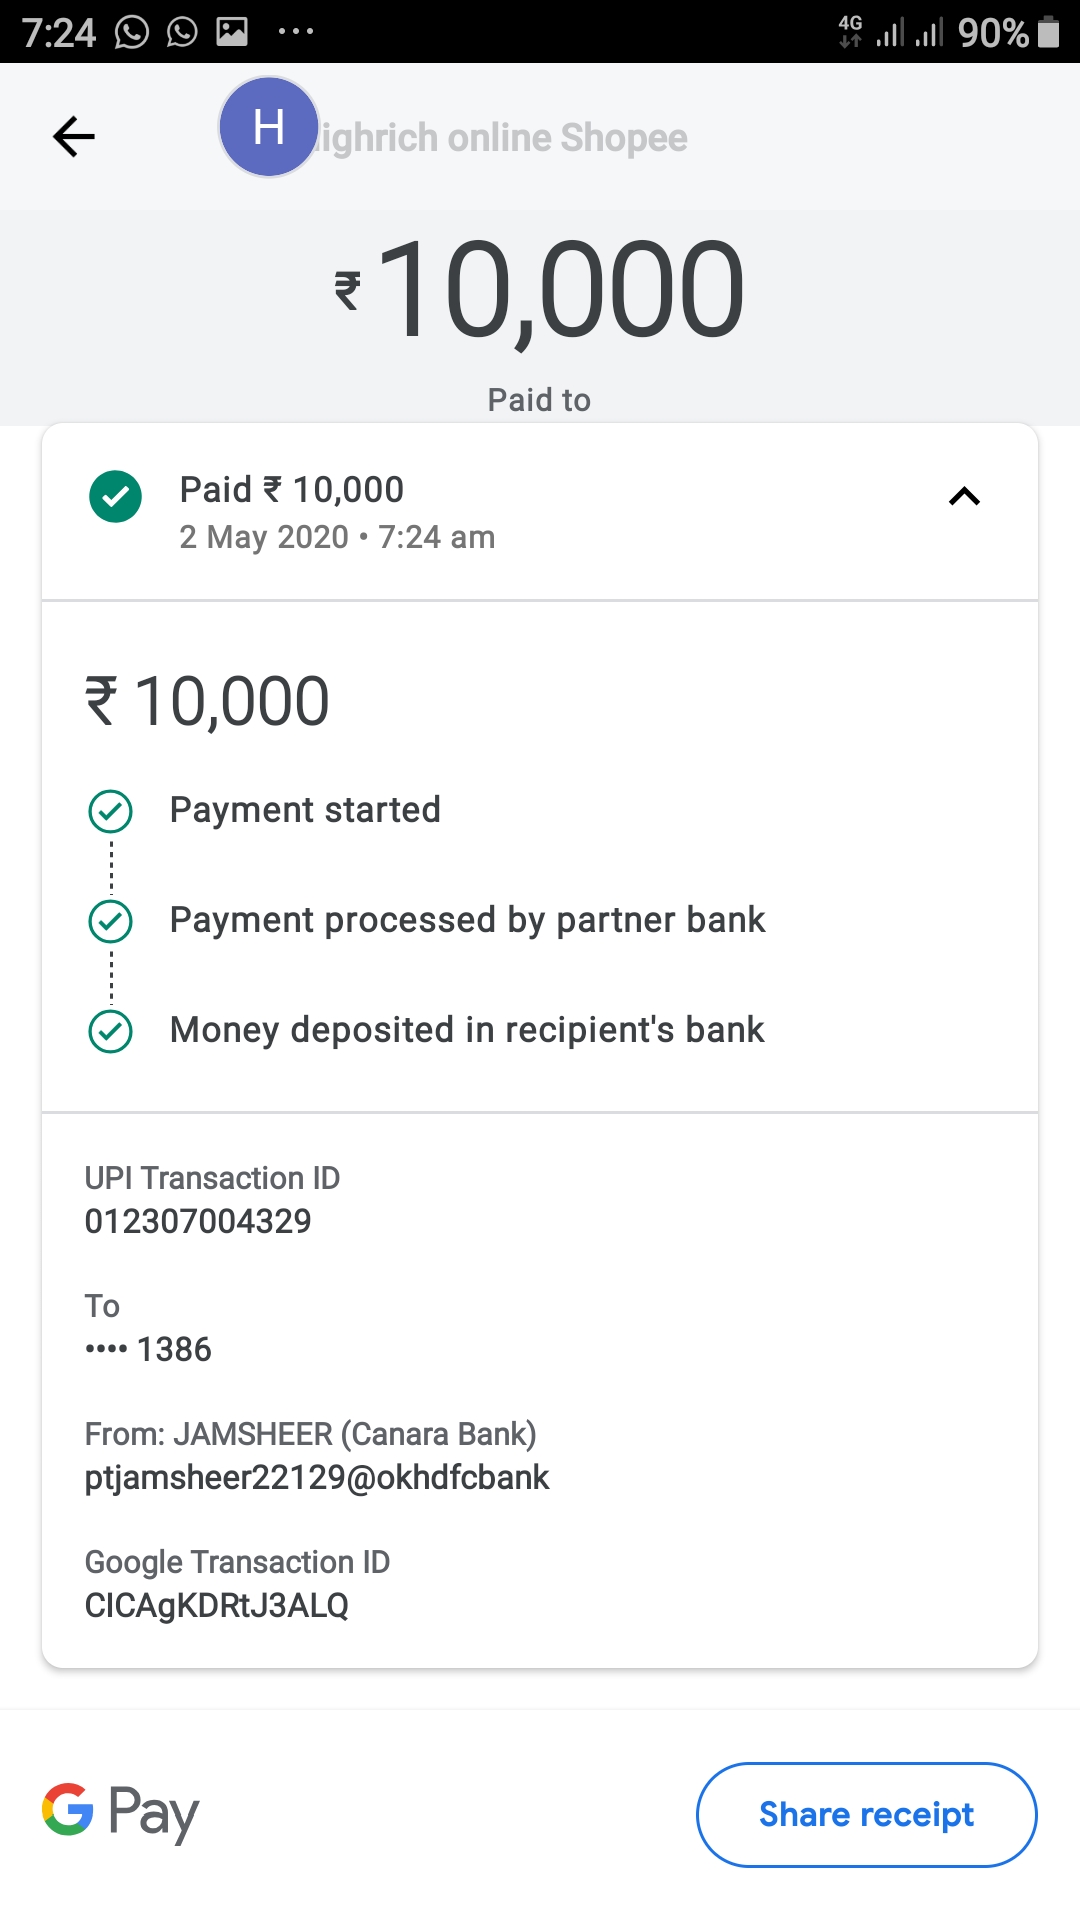 7:24
4G
90%
H
ighrich online Shopee
₹10,000
Paid to
Paid ₹ 10,000
2 May 2020 • 7:24 am
₹ 10,000
Payment started
Payment processed by partner bank
Money deposited in recipient's bank
UPI Transaction ID
012307004329
To
•••• 1386
From: JAMSHEER (Canara Bank)
ptjamsheer22129@okhdfcbank
Google Transaction ID
CICAgKDRtJ3ALQ
G Pay
Share receipt